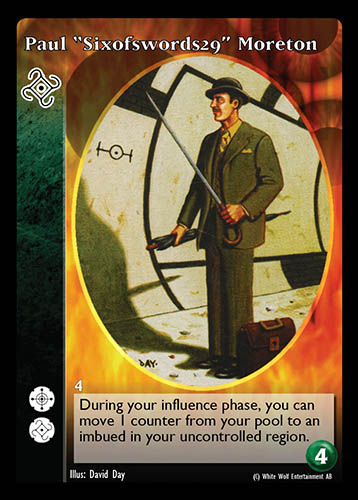 Paul "Sixofswords29" Moreton
DAY.
4
During your influence phase, you can
move 1 counter from your pool to an
imbued in your uncontrolled region.
4
Illus: David Day
(C) White Wolf Entertainment AB